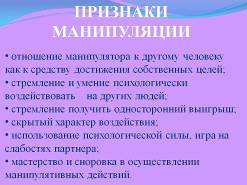 ПРИЗНАКИ
МАНИПУЛЯЦИИ
• отношение манипулятора к другому человеку
как к средству достижения собственных целей;
• стремление и умение психологически
воздействовать на других людей;
• стремление получить односторонний выигрыш;
• скрытый характер воздействия;
• использование психологической силы, игра на
слабостях партнера;
• мастерство и сноровка в осуществлении
манипулятивных действий.